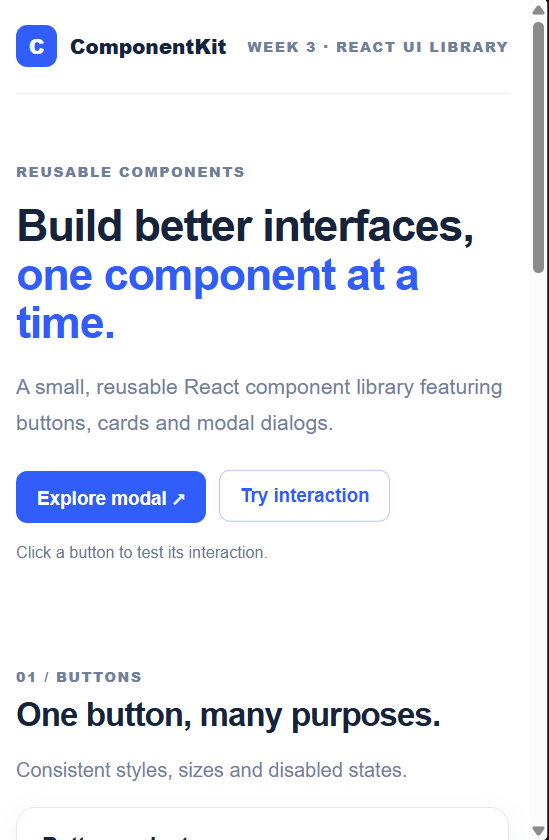 C ComponentKit WEEK 3 · REACT UI LIBRARY
REUSABLE COMPONENTS
Build better interfaces,
one component at a
time.
A small, reusable React component library featuring
buttons, cards and modal dialogs.
Explore modal ↗ Try interaction
Click a button to test its interaction.
01 / BUTTONS
One button, many purposes.
Consistent styles, sizes and disabled states.